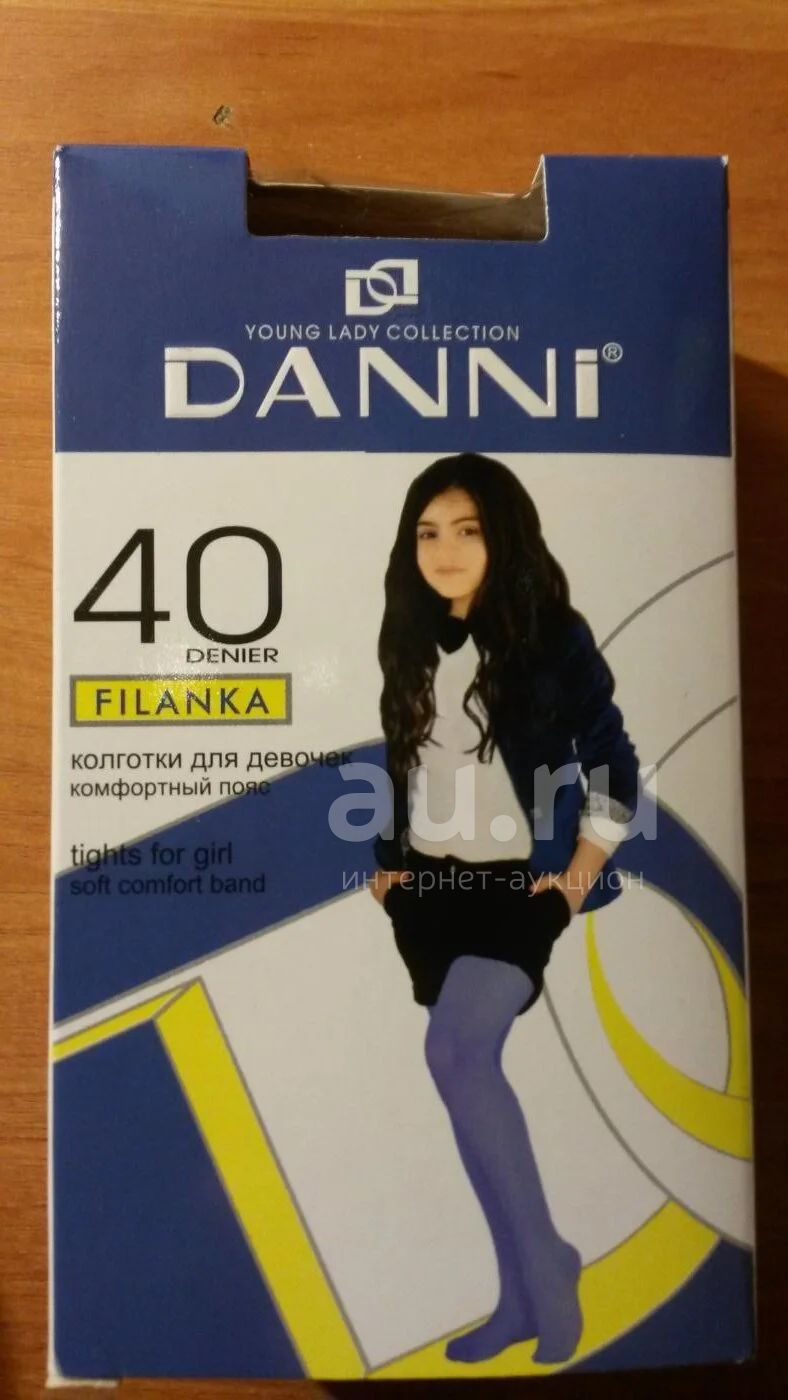 YOUNG LADY COLLECTION
DANNi®
40
DENIER
FILANKA
колготки для девочек
комфортный пояс
tights for girl
soft comfort band
au.ru
интернет-аукцион